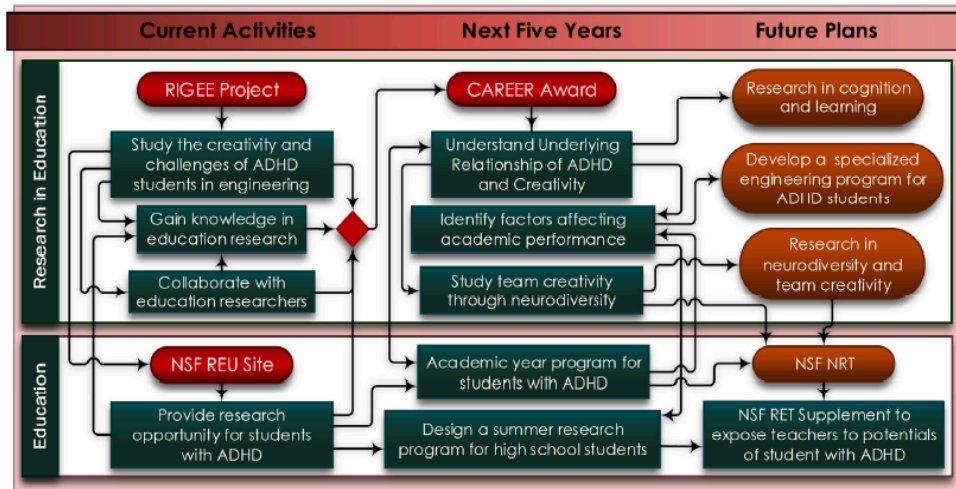 Current Activities
Next Five Years
Future Plans
Research in Education
RIGEE Project
CAREER Award
Research in cognition
and learning
Study the creativity and
challenges of ADHD
students in engineering
Understand Underlying
Relationship of ADHD
and Creativity
Develop a specialized
engineering program for
ADHD students
Gain knowledge in
education research
Identify factors affecting
academic performance
Research in
neurodiversity and
team creativity
Collaborate with
education researchers
Study team creativity
through neurodiversity
Education
NSF REU Site
Academic year program for
students with ADHD
NSF NRT
Provide research
opportunity for students
with ADHD
Design a summer research
program for high school students
NSF RET Supplement to
expose teachers to potentials
of student with ADHD